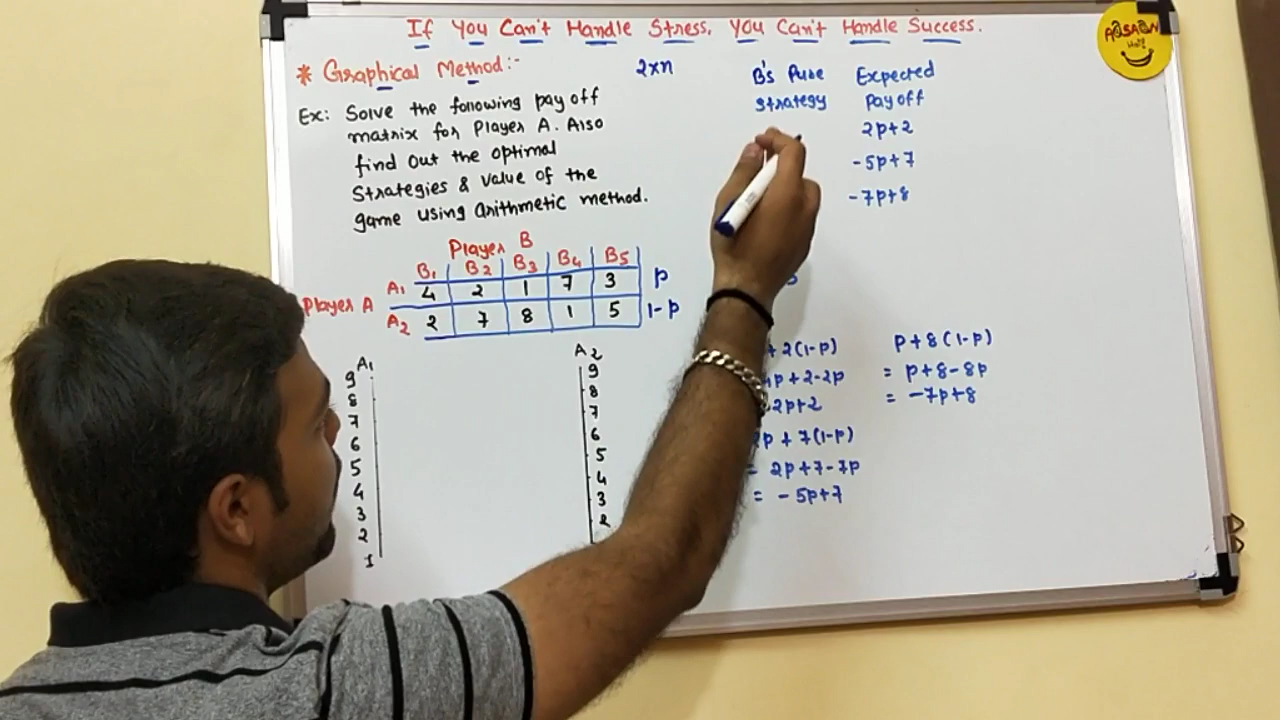 If You Can't Handle Stress, You Can't Handle Success.
AASAAN
* Graphical Method:- 2xn
Ex: Solve the following pay off
matrix for Player A. Also
find out the optimal
Strategies & value of the
game using arithmetic method.
Player B
B1 B2 B3 B4 B5
Player A
A1 4 2 1 7 3 P
A2 2 7 8 1 5 1-P
A1
9
8
7
6
5
4
3
2
1
A2
9
8
7
6
5
4
3
2
B's Pure Expected
Strategy Pay off
2p+2
-5p+7
-7p+8
+ 2(1-p)
4p+2-2p
2p+2
2p + 7(1-p)
= 2p+7-7p
= -5p+7
p+8(1-p)
= p+8-8p
= -7p+8